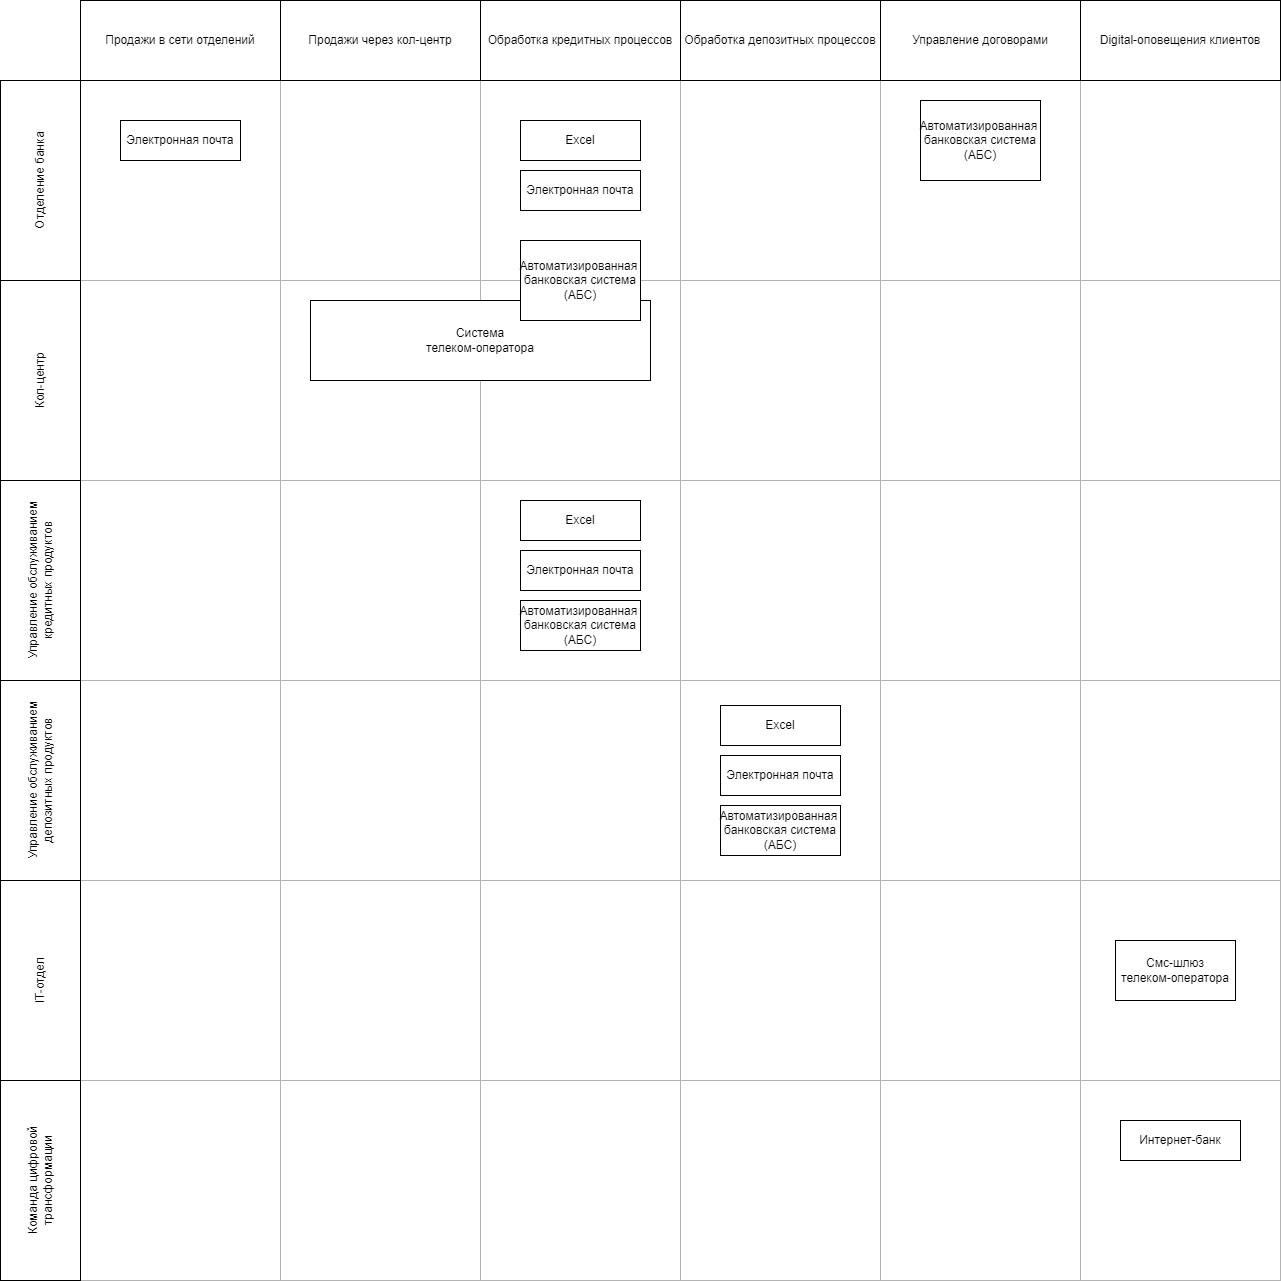 Продажи в сети отделений
Продажи через кол-центр
Обработка кредитных процессов
Обработка депозитных процессов
Управление договорами
Digital-оповещения клиентов
Отделение банка
Электронная почта
Excel
Электронная почта
Автоматизированная
банковская система
(АБС)
Автоматизированная
банковская система
(АБС)
Кол-центр
Система
телеком-оператора
Управление обслуживанием
кредитных продуктов
Excel
Электронная почта
Автоматизированная
банковская система
(АБС)
Управление обслуживанием
депозитных продуктов
Excel
Электронная почта
Автоматизированная
банковская система
(АБС)
IT-отдел
Смс-шлюз
телеком-оператора
Команда цифровой
трансформации
Интернет-банк